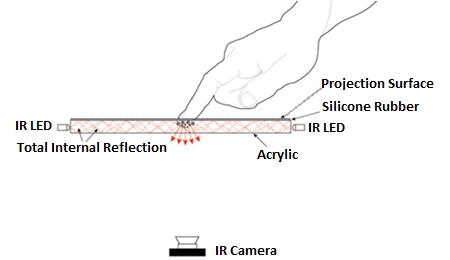 Projection Surface
Silicone Rubber
IR LED
IR LED
Total Internal Reflection
Acrylic
IR Camera